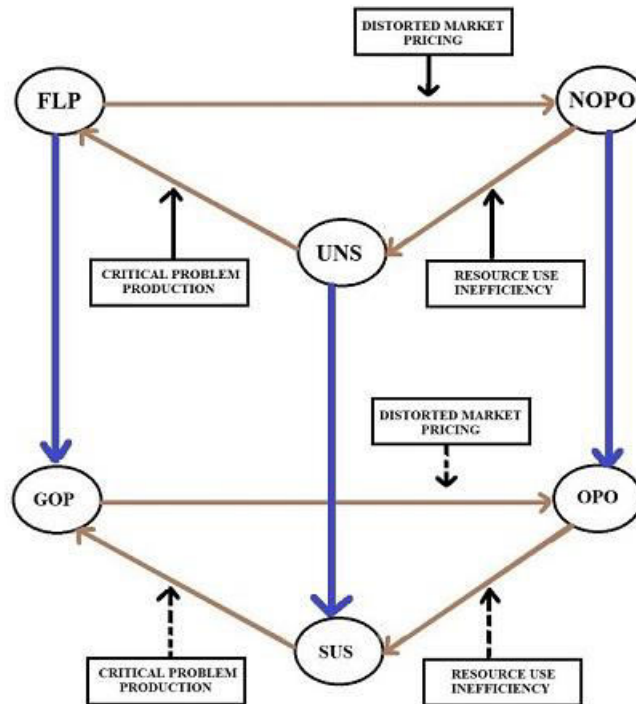 DISTORTED MARKET
PRICING
FLP
NOPO
UNS
CRITICAL PROBLEM
PRODUCTION
RESOURCE USE
INEFFICIENCY
DISTORTED MARKET
PRICING
GOP
OPO
SUS
CRITICAL PROBLEM
PRODUCTION
RESOURCE USE
INEFFICIENCY